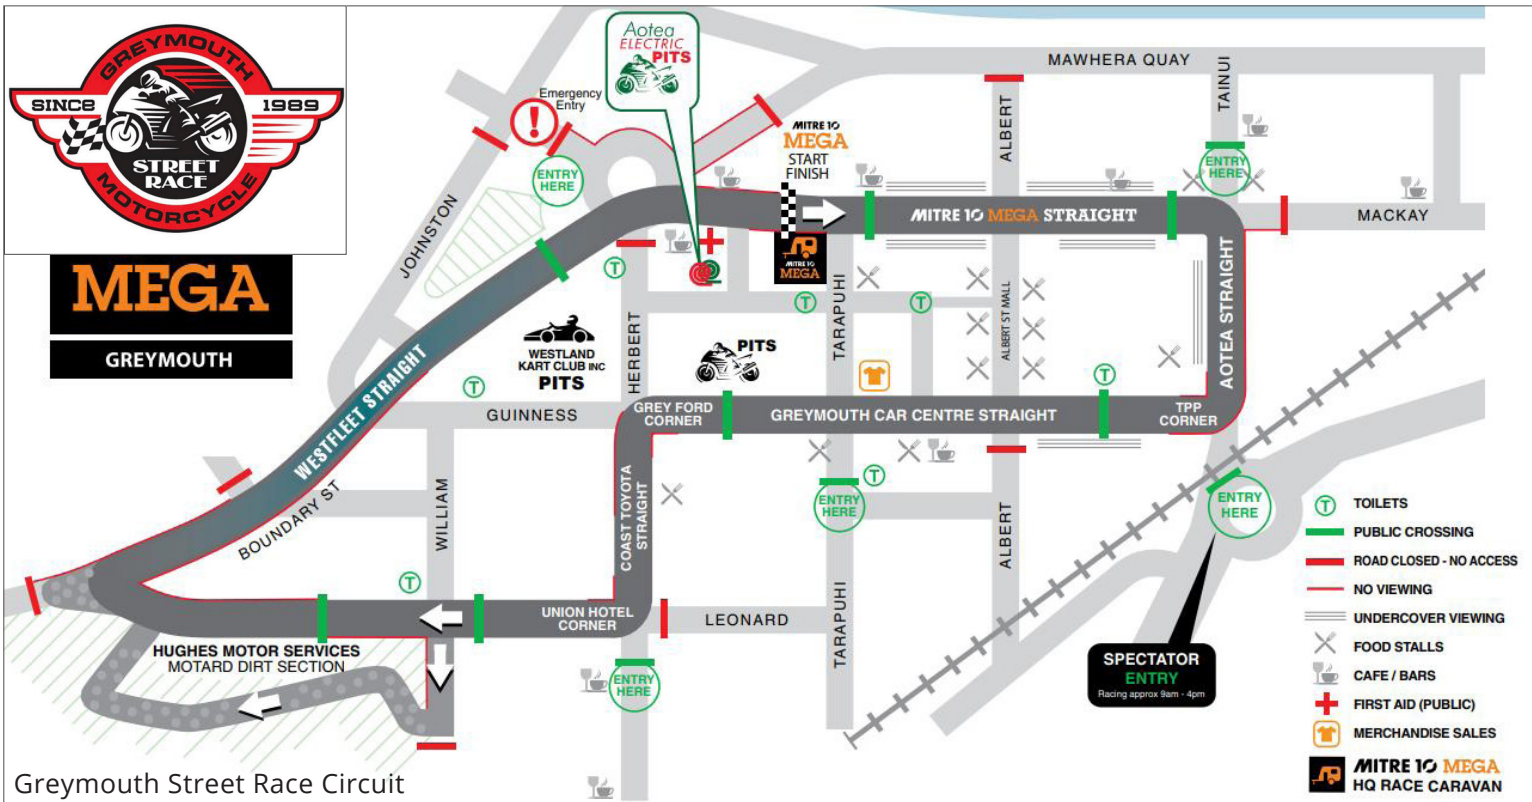 GREYMOUTH
SINCE
1989
STREET
RACE
MOTORCYCLE
MEGA
GREYMOUTH
Aotea
ELECTRIC
PITS
Emergency
Entry
!
ENTRY
HERE
MITRE 10
MEGA
START
FINISH
MAWHERA QUAY
TAINUI
ALBERT
ENTRY
HERE
MITRE 10 MEGA STRAIGHT
MACKAY
JOHNSTON
MITRE 10
MEGA
T
T
T
TARAPUHI
ALBERT ST MALL
AOTEA STRAIGHT
HERBERT
WESTLAND
KART CLUB INC
PITS
PITS
WESTFLEET STRAIGHT
T
T
GUINNESS
GREY FORD
CORNER
GREYMOUTH CAR CENTRE STRAIGHT
TPP
CORNER
BOUNDARY ST
WILLIAM
COAST TOYOTA
STRAIGHT
T
ENTRY
HERE
ALBERT
ENTRY
HERE
T
UNION HOTEL
CORNER
LEONARD
TARAPUHI
HUGHES MOTOR SERVICES
MOTARD DIRT SECTION
ENTRY
HERE
SPECTATOR
ENTRY
Racing approx 9am - 4pm
T TOILETS
PUBLIC CROSSING
ROAD CLOSED - NO ACCESS
NO VIEWING
UNDERCOVER VIEWING
FOOD STALLS
CAFE / BARS
FIRST AID (PUBLIC)
MERCHANDISE SALES
MITRE 10 MEGA
HQ RACE CARAVAN
Greymouth Street Race Circuit